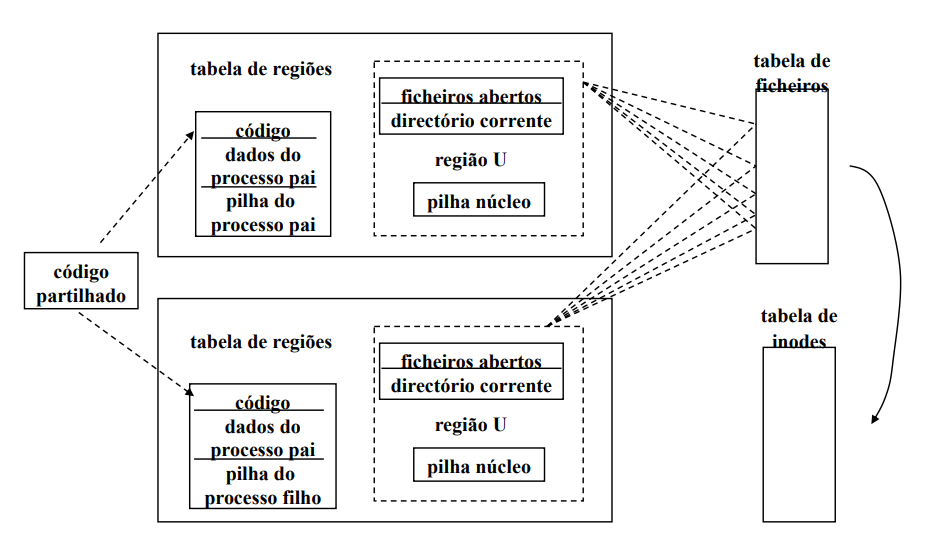 tabela de regiões
código
dados do
processo pai
pilha do
processo pai
ficheiros abertos
directório corrente
região U
pilha núcleo
tabela de
ficheiros
código
partilhado
tabela de regiões
código
dados do
processo pai
pilha do
processo filho
ficheiros abertos
directório corrente
região U
pilha núcleo
tabela de
inodes